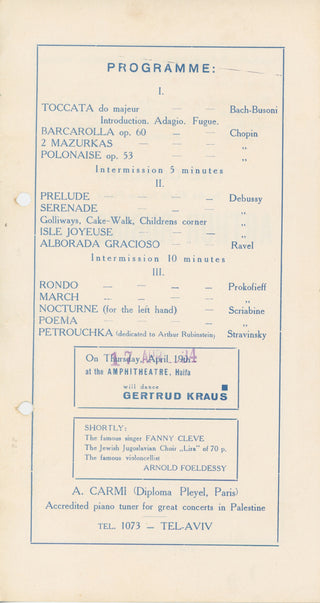 PROGRAMME:
I.
TOCCATA do majeur — — Bach-Busoni
Introduction. Adagio. Fugue.
BARCAROLLA op. 60 — — Chopin
2 MAZURKAS — — — „
POLONAISE op. 53 — — „
Intermission 5 minutes
II.
PRELUDE — — — — Debussy
SERENADE — — — — „
Golliways, Cake-Walk, Childrens corner „
ISLE JOYEUSE — — — „
ALBORADA GRACIOSO — — Ravel
Intermission 10 minutes
III.
RONDO — — — — Prokofieff
MARCH — — — — „
NOCTURNE (for the left hand) — Scriabine
POEMA — — — — „
PETROUCHKA (dedicated to Arthur Rubinstein) Stravinsky
On Thursday, April 19th
at the AMPHITHEATRE, Haifa
will dance
GERTRUD KRAUS
SHORTLY:
The famous singer FANNY CLEVE
The Jewish Jugoslavian Choir „Lira" of 70 p.
The famous violoncellist
ARNOLD FOELDESSY
A. CARMI (Diploma Pleyel, Paris)
Accredited piano tuner for great concerts in Palestine
TEL. 1073 — TEL-AVIV